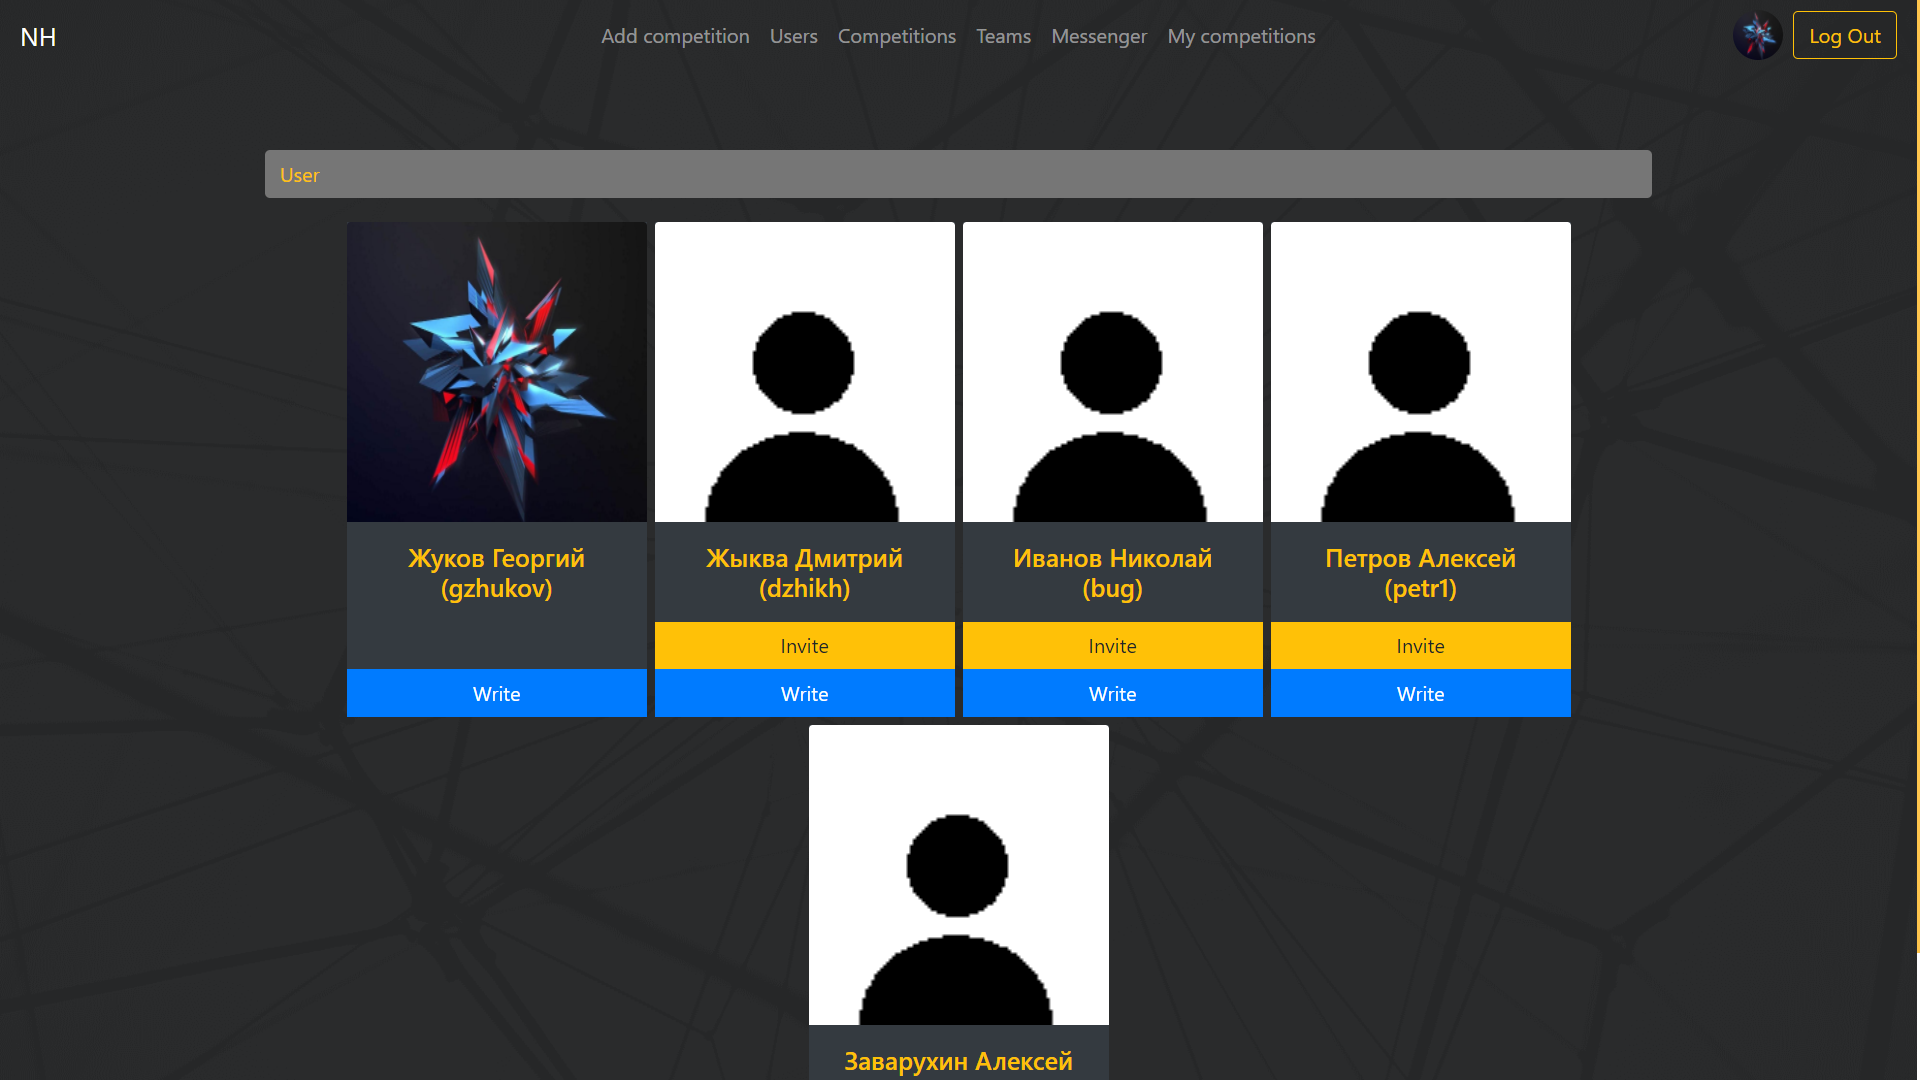 NH
Add competition Users Competitions Teams Messenger My competitions
Log Out
User
Жуков Георгий
(gzhukov)
Write
Жыква Дмитрий
(dzhikh)
Invite
Write
Иванов Николай
(bug)
Invite
Write
Петров Алексей
(petr1)
Invite
Write
Заварухин Алексей